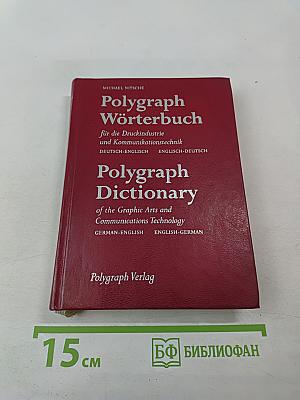 MICHAEL NITSCHE
Polygraph
Wörterbuch
für die Druckindustrie
und Kommunikationstechnik
DEUTSCH-ENGLISCH ENGLISCH-DEUTSCH
Polygraph
Dictionary
of the Graphic Arts and
Communications Technology
GERMAN-ENGLISH ENGLISH-GERMAN
Polygraph Verlag
15 см
БФ БИБЛИОФАН